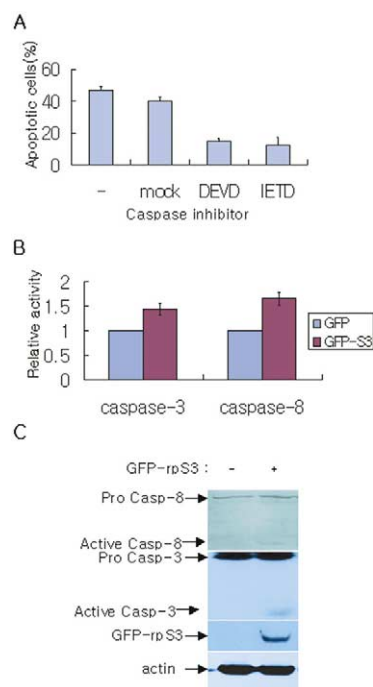 A
Apoptotic cells(%)
60
40
20
0
- mock DEVD IETD
Caspase inhibitor
B
Relative activity
2
1.5
1
0.5
0
caspase-3 caspase-8
GFP
GFP-S3
C
GFP-rpS3 : - +
Pro Casp-8
Active Casp-8
Pro Casp-3
Active Casp-3
GFP-rpS3
actin